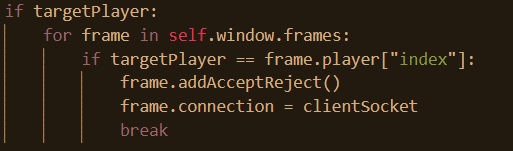 if targetPlayer:
    for frame in self.window.frames:
        if targetPlayer == frame.player["index"]:
            frame.addAcceptReject()
            frame.connection = clientSocket
            break